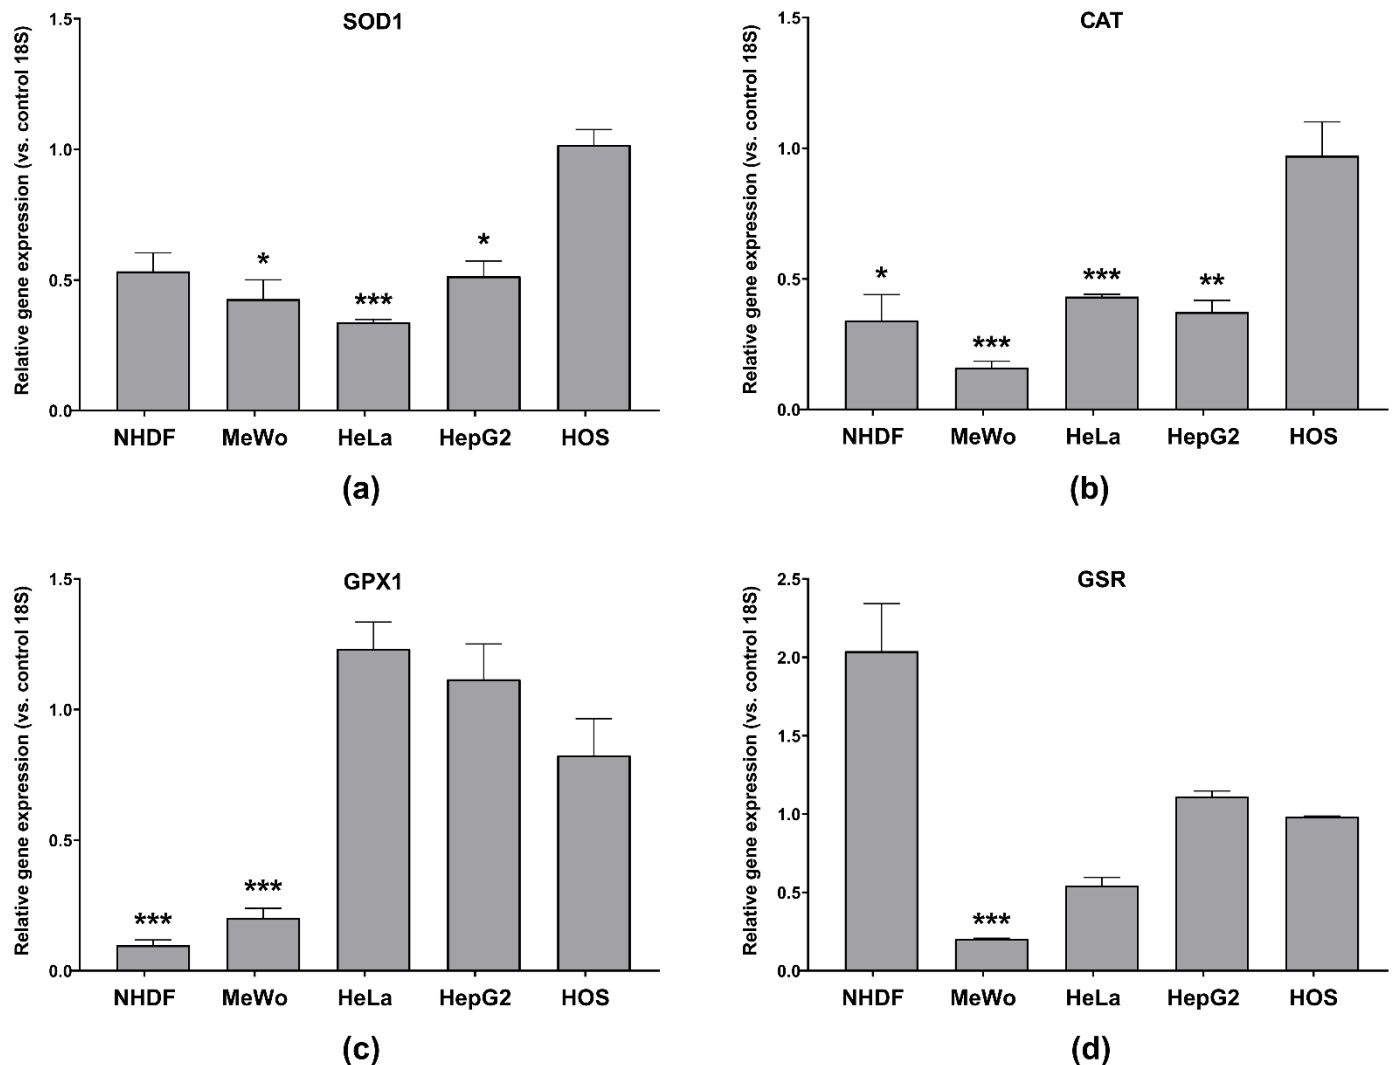 SOD1
Relative gene expression (vs. control 18S)
1.5
1.0
0.5
0.0
*
***
*
NHDF MeWo HeLa HepG2 HOS
(a)
CAT
Relative gene expression (vs. control 18S)
1.5
1.0
0.5
0.0
*
***
***
**
NHDF MeWo HeLa HepG2 HOS
(b)
GPX1
Relative gene expression (vs. control 18S)
1.5
1.0
0.5
0.0
***
***
NHDF MeWo HeLa HepG2 HOS
(c)
GSR
Relative gene expression (vs. control 18S)
2.5
2.0
1.5
1.0
0.5
0.0
***
NHDF MeWo HeLa HepG2 HOS
(d)